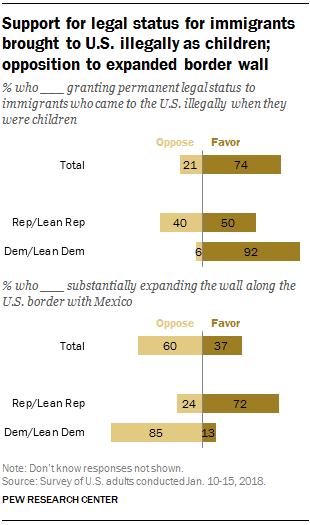 Support for legal status for immigrants
brought to U.S. illegally as children;
opposition to expanded border wall
% who ___ granting permanent legal status to
immigrants who came to the U.S. illegally when they
were children
Oppose Favor
Total 21 74
Rep/Lean Rep 40 50
Dem/Lean Dem 6 92
% who ___ substantially expanding the wall along the
U.S. border with Mexico
Oppose Favor
Total 60 37
Rep/Lean Rep 24 72
Dem/Lean Dem 85 13
Note: Don't know responses not shown.
Source: Survey of U.S. adults conducted Jan. 10-15, 2018.
PEW RESEARCH CENTER